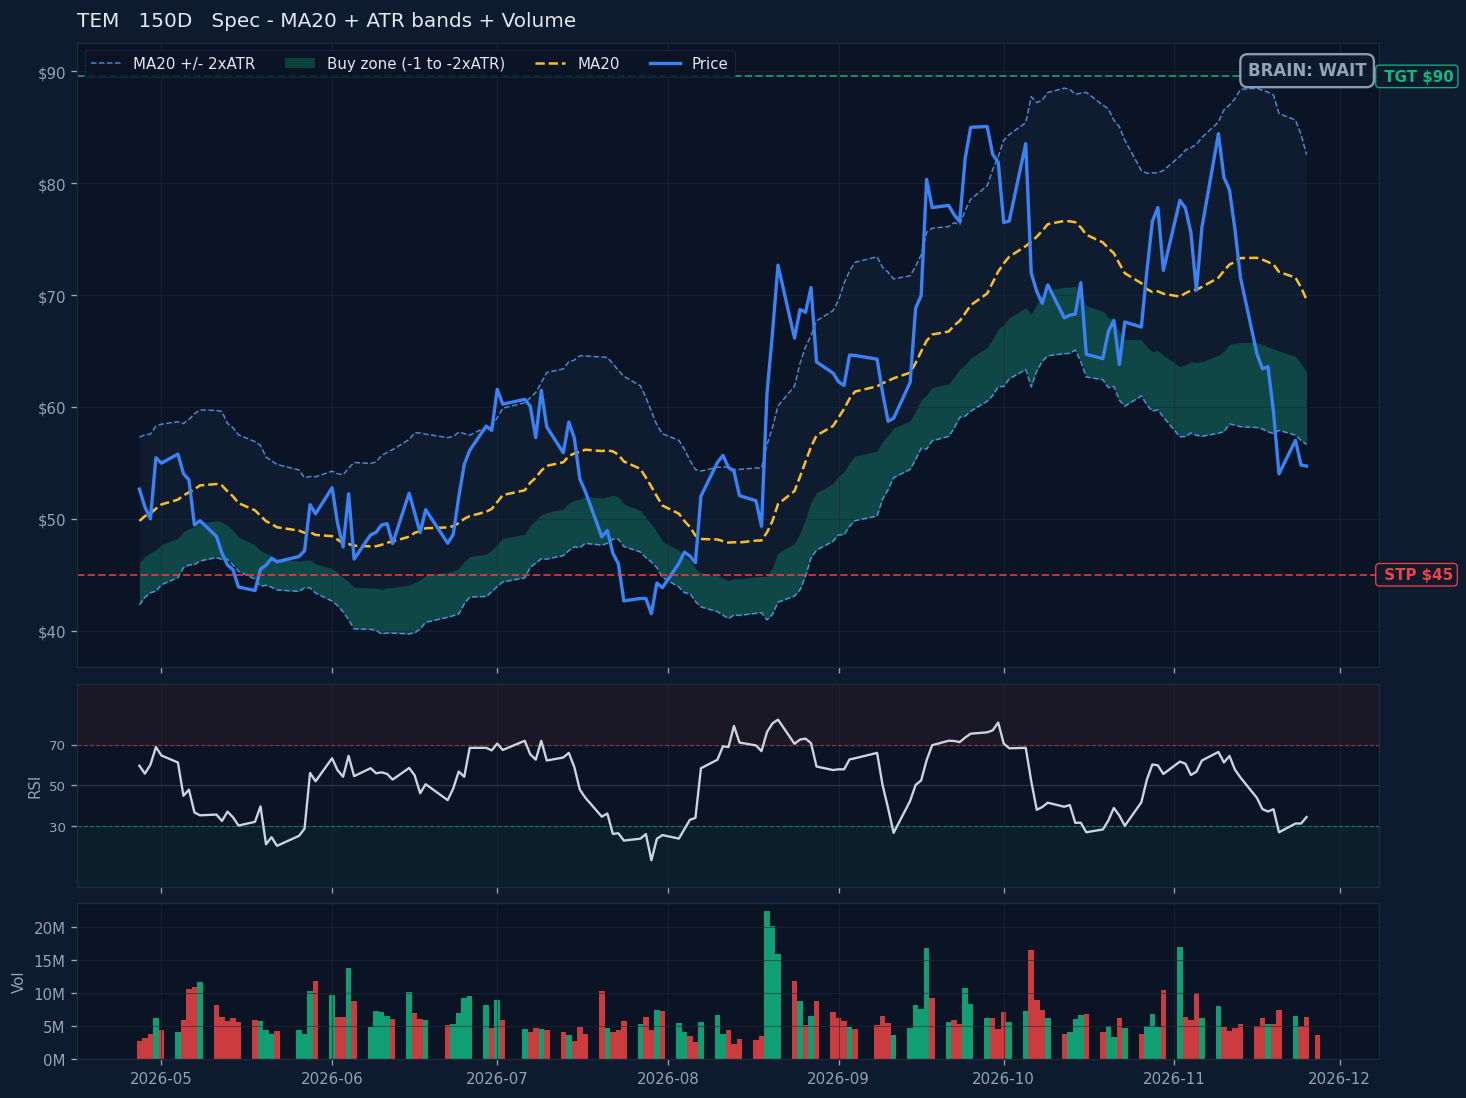 TEM   150D   Spec - MA20 + ATR bands + Volume
MA20 +/- 2xATR   Buy zone (-1 to -2xATR)   MA20   Price
BRAIN: WAIT
TGT $90
$90
$80
$70
$60
$50
STP $45
$40
70
50
30
RSI
20M
15M
10M
5M
0M
Vol
2026-05   2026-06   2026-07   2026-08   2026-09   2026-10   2026-11   2026-12